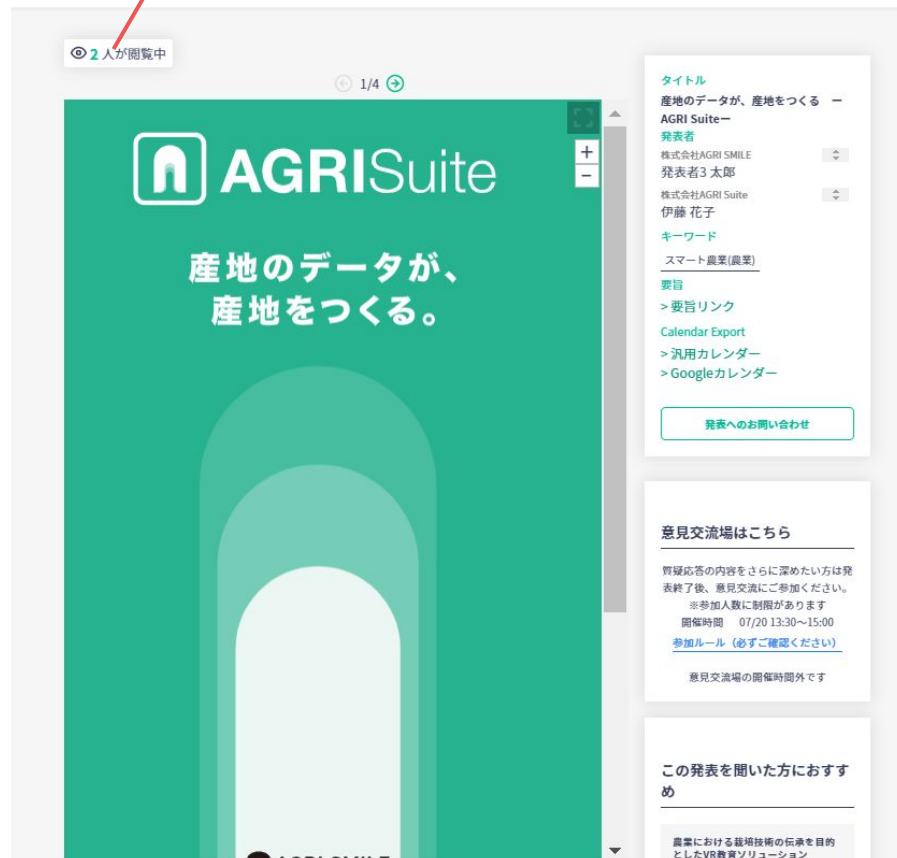 2 人が閲覧中
1/4
AGRISuite
産地のデータが、
産地をつくる。
+
−
タイトル
産地のデータが、産地をつくる ー
AGRI Suiteー
発表者
株式会社AGRI SMILE
発表者3 太郎
株式会社AGRI Suite
伊藤 花子
キーワード
スマート農業(農業)
要旨
> 要旨リンク
Calendar Export
> 汎用カレンダー
> Googleカレンダー
発表へのお問い合わせ
意見交流場はこちら
質疑応答の内容をさらに深めたい方は発
表終了後、意見交流にご参加ください。
※参加人数に制限があります
開催時間 07/20 13:30～15:00
参加ルール（必ずご確認ください）
意見交流場の開催時間外です
この発表を聞いた方におすす
め
農業における栽培技術の伝承を目的
としたVR教育ソリューション
AGRI SMILE